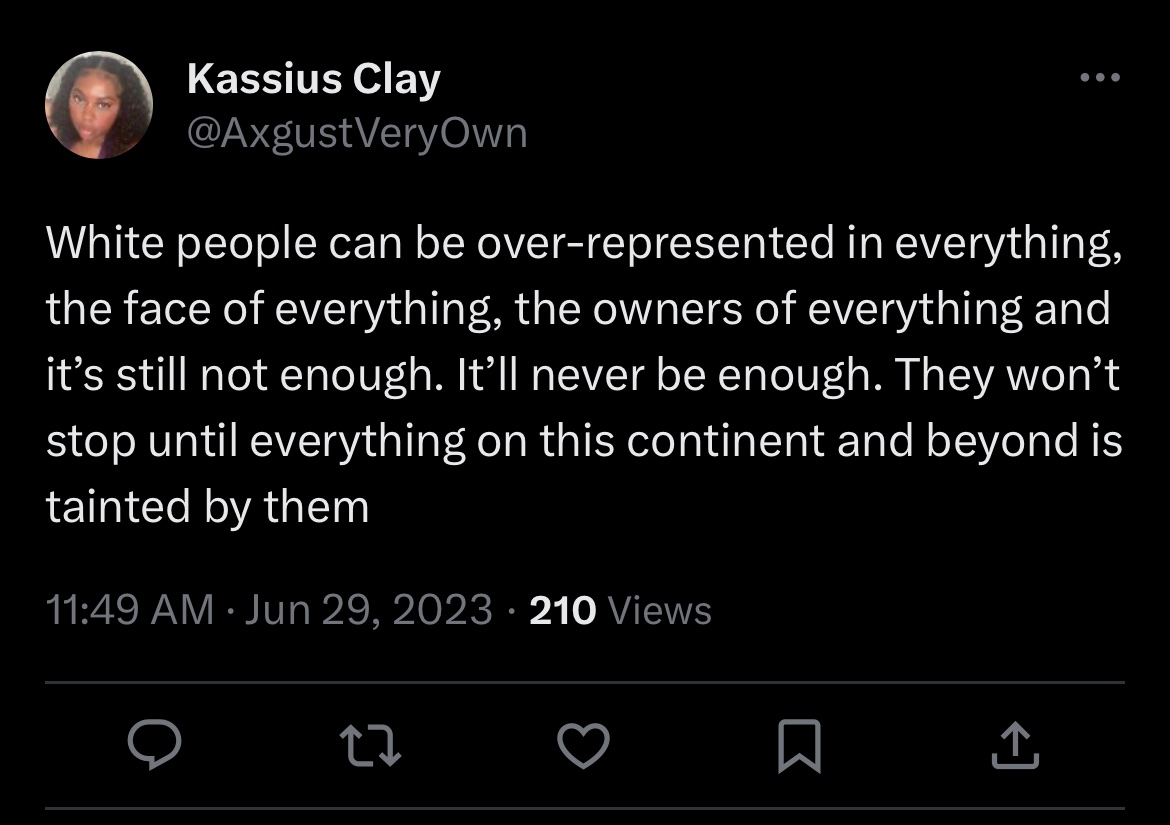 Kassius Clay
@AxgustVeryOwn
White people can be over-represented in everything,
the face of everything, the owners of everything and
it’s still not enough. It’ll never be enough. They won’t
stop until everything on this continent and beyond is
tainted by them
11:49 AM · Jun 29, 2023 · 210 Views